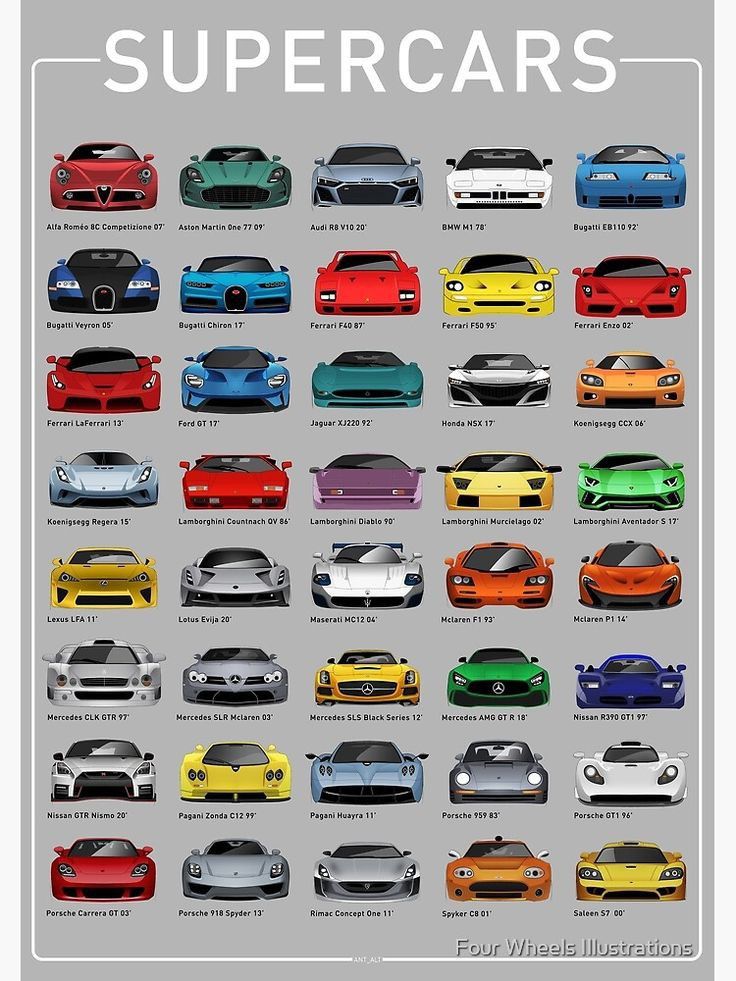 SUPERCARS
Alfa Roméo 8C Competizione 07' Aston Martin One 77 09' Audi R8 V10 20' BMW M1 78' Bugatti EB110 92'
Bugatti Veyron 05' Bugatti Chiron 17' Ferrari F40 87' Ferrari F50 95' Ferrari Enzo 02'
Ferrari LaFerrari 13' Ford GT 17' Jaguar XJ220 92' Honda NSX 17' Koenigsegg CCX 06'
Koenigsegg Regera 15' Lamborghini Countnach QV 86' Lamborghini Diablo 90' Lamborghini Murcielago 02' Lamborghini Aventador S 17'
Lexus LFA 11' Lotus Evija 20' Maserati MC12 04' Mclaren F1 93' Mclaren P1 14'
Mercedes CLK GTR 97' Mercedes SLR Mclaren 03' Mercedes SLS Black Series 12' Mercedes AMG GT R 18' Nissan R390 GT1 97'
Nissan GTR Nismo 20' Pagani Zonda C12 99' Pagani Huayra 11' Porsche 959 83' Porsche GT1 96'
Porsche Carrera GT 03' Porsche 918 Spyder 13' Rimac Concept One 11' Spyker C8 01' Saleen S7 00'
Four Wheels Illustrations
ANT_ALT